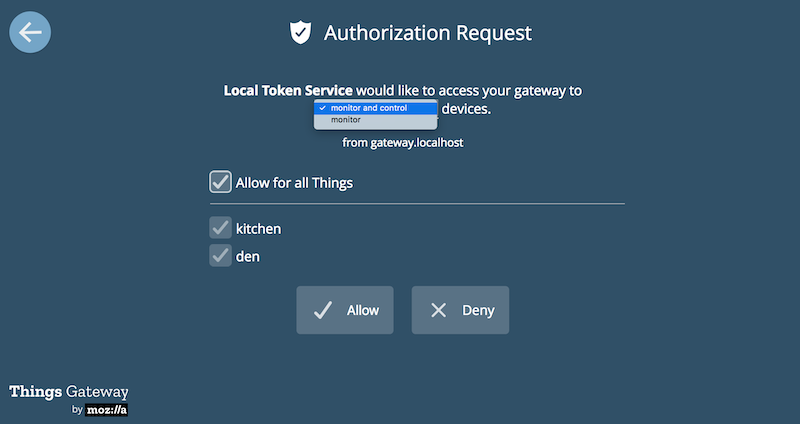 Authorization Request
Local Token Service would like to access your gateway to
✓ monitor and control
devices.
monitor
from gateway.localhost
Allow for all Things
kitchen
den
Allow
Deny
Things Gateway
by moz://a